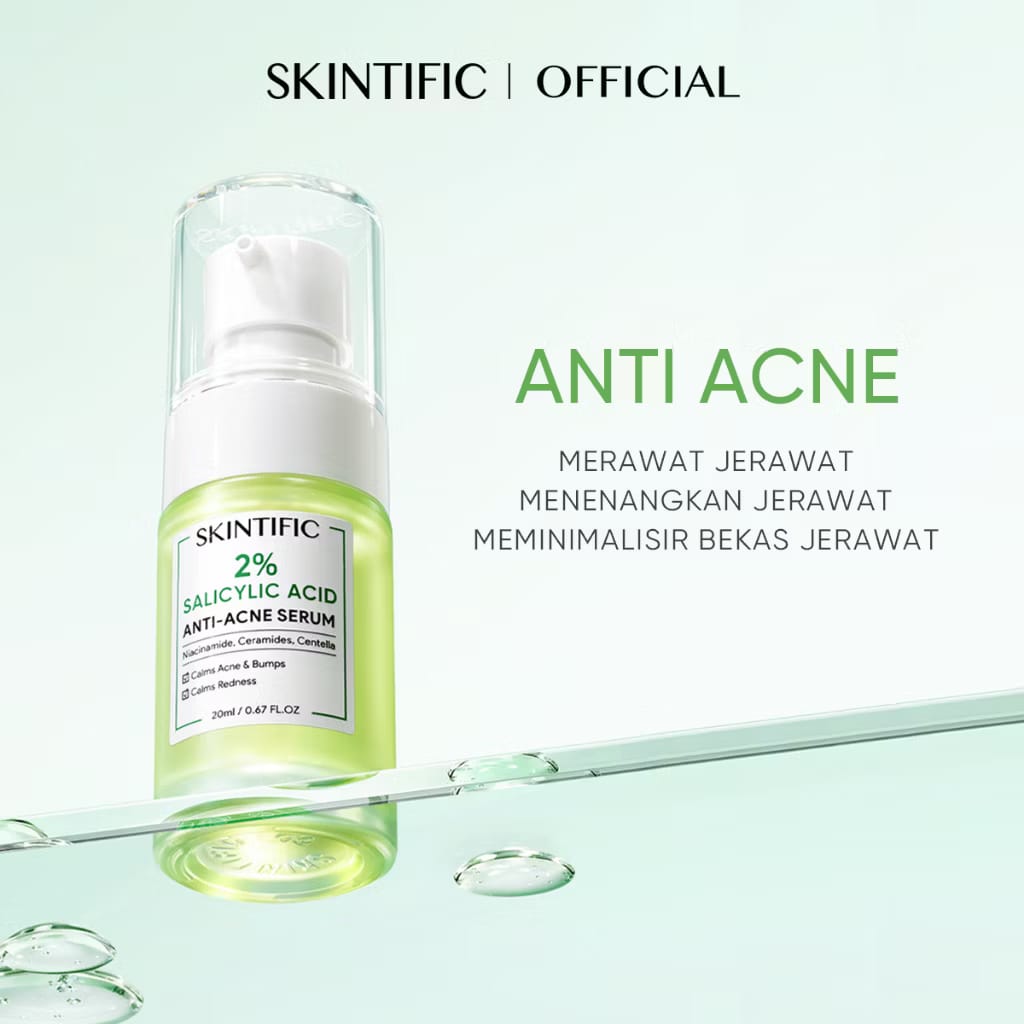 SKINTIFIC | OFFICIAL
SKINTIFIC
ANTI ACNE
MERAWAT JERAWAT
MENENANGKAN JERAWAT
MEMINIMALISIR BEKAS JERAWAT
SKINTIFIC
2%
SALICYLIC ACID
ANTI-ACNE SERUM
Niacinamide, Ceramides, Centella
Calms Acne & Bumps
Calms Redness
20ml / 0.67 FL.OZ